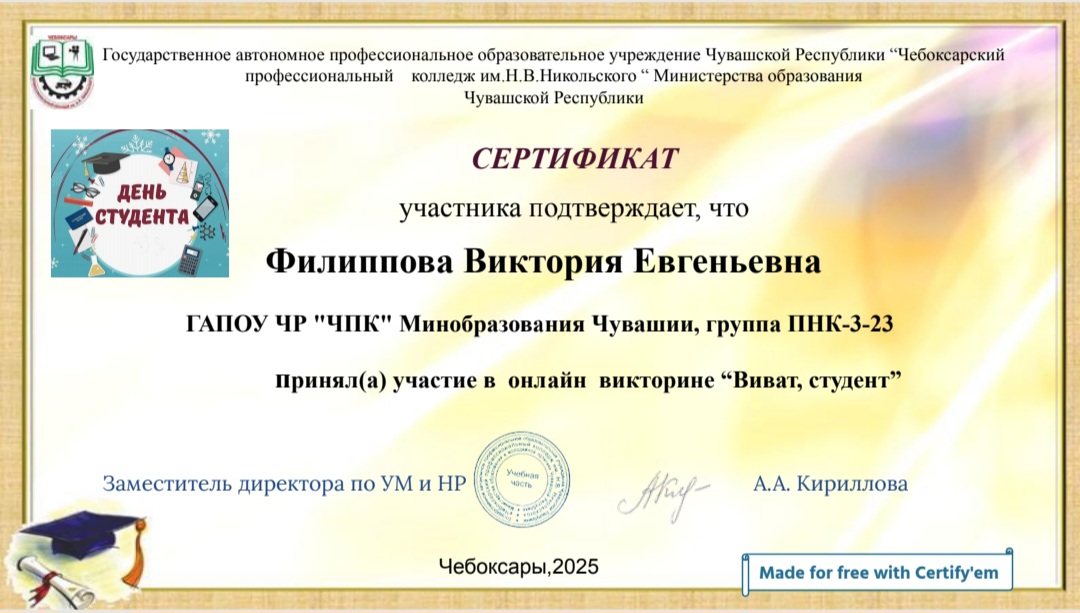 ЧЕБОКСАРЫ
Государственное автономное профессиональное образовательное учреждение Чувашской Республики “Чебоксарский
профессиональный колледж им.Н.В.Никольского “ Министерства образования
Чувашской Республики
ДЕНЬ
СТУДЕНТА
СЕРТИФИКАТ
участника подтверждает, что
Филиппова Виктория Евгеньевна
ГАПОУ ЧР "ЧПК" Минобразования Чувашии, группа ПНК-3-23
принял(а) участие в онлайн викторине “Виват, студент”
Заместитель директора по УМ и НР
Учебная
часть
А.А. Кириллова
Чебоксары,2025
Made for free with Certify'em